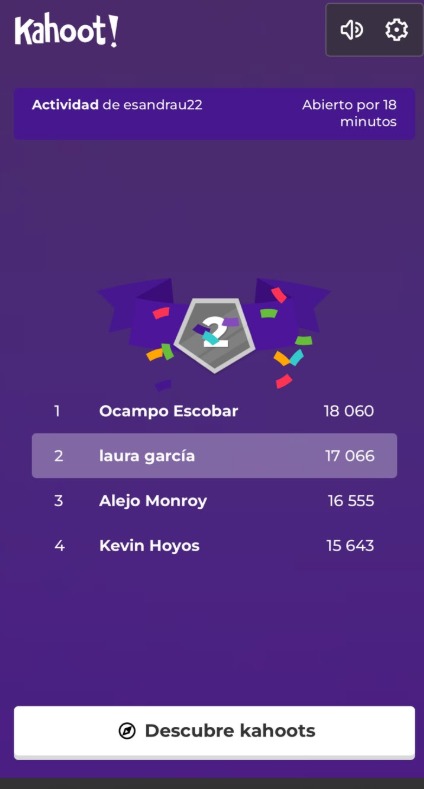 Kahoot!
Actividad de esandrau22
Abierto por 18
minutos
2
1 Ocampo Escobar 18 060
2 laura garcía 17 066
3 Alejo Monroy 16 555
4 Kevin Hoyos 15 643
Descubre kahoots